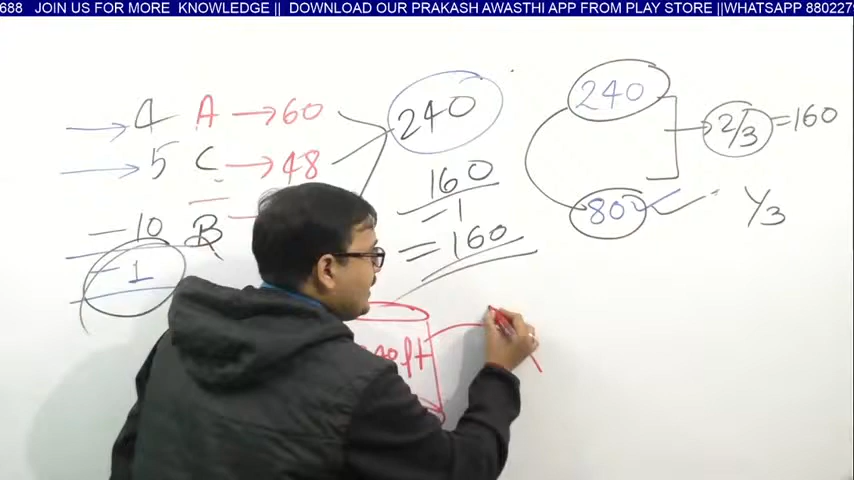 688 JOIN US FOR MORE KNOWLEDGE || DOWNLOAD OUR PRAKASH AWASTHI APP FROM PLAY STORE ||WHATSAPP 880227
4 A → 60
5 C → 48
- 10 B
- 1
240
160
= 1
= 160
240
2/3 = 160
80
1/3